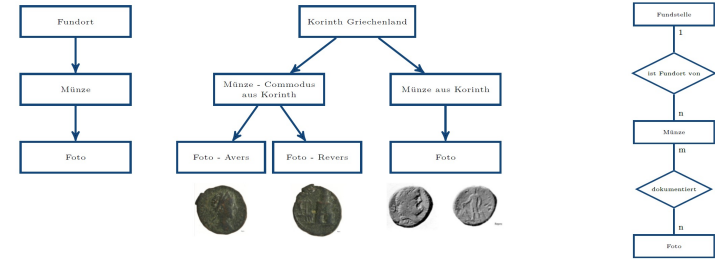 Fundort
Münze
Foto
Korinth Griechenland
Münze - Commodus
aus Korinth
Münze aus Korinth
Foto - Avers
Foto - Revers
Foto
Fundstelle
1
ist Fundort von
n
Münze
m
dokumentiert
n
Foto